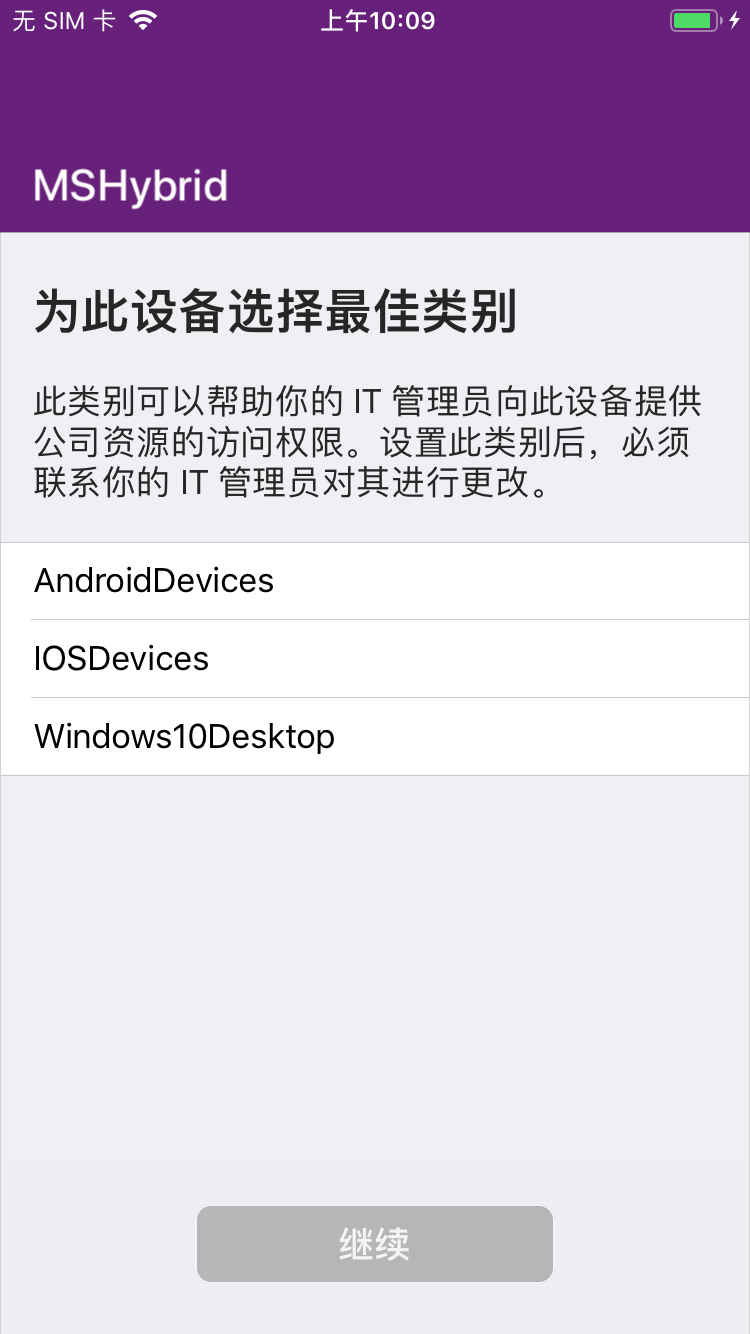 无 SIM 卡 上午10:09
MSHybrid
为此设备选择最佳类别
此类别可以帮助你的 IT 管理员向此设备提供
公司资源的访问权限。设置此类别后，必须
联系你的 IT 管理员对其进行更改。
AndroidDevices
IOSDevices
Windows10Desktop
继续